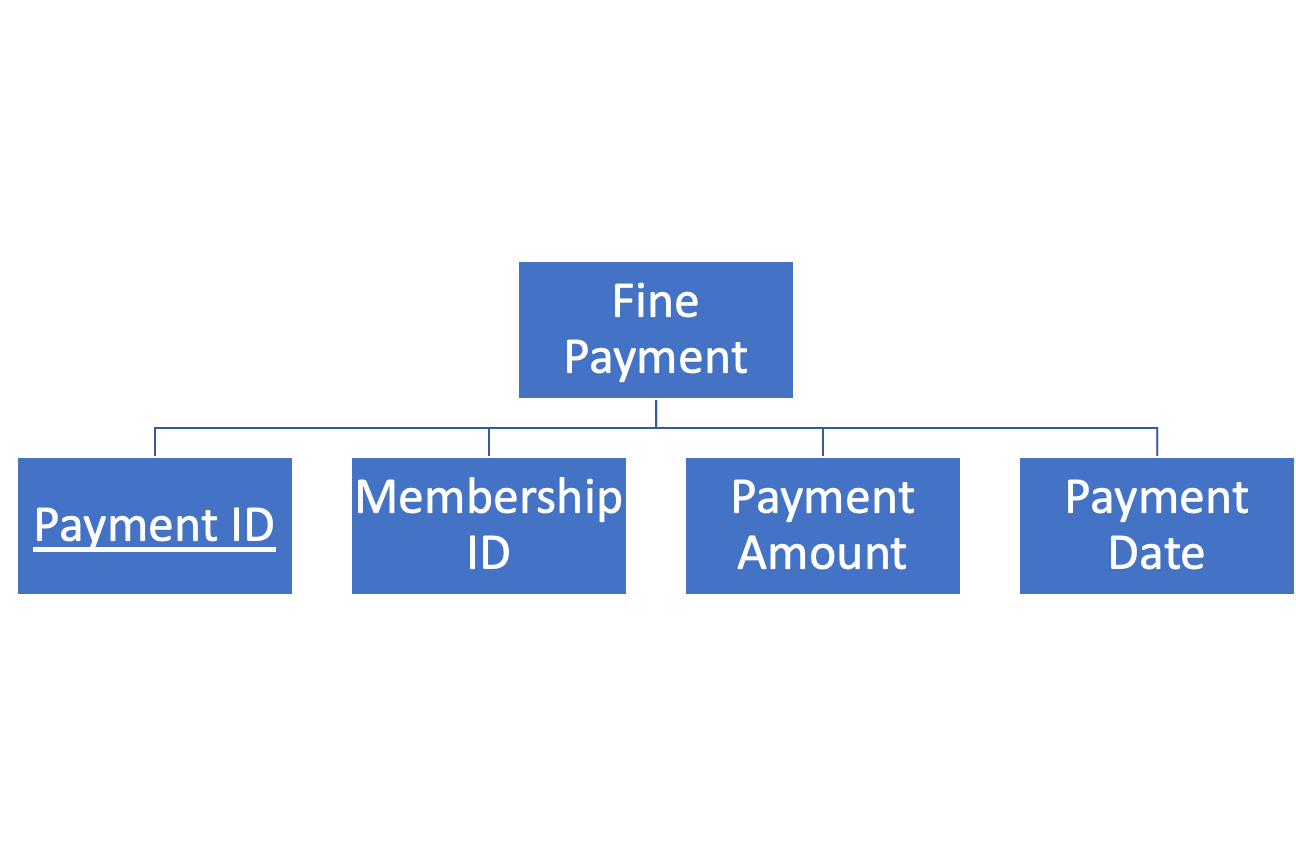 Fine
Payment
Payment ID
Membership
ID
Payment
Amount
Payment
Date